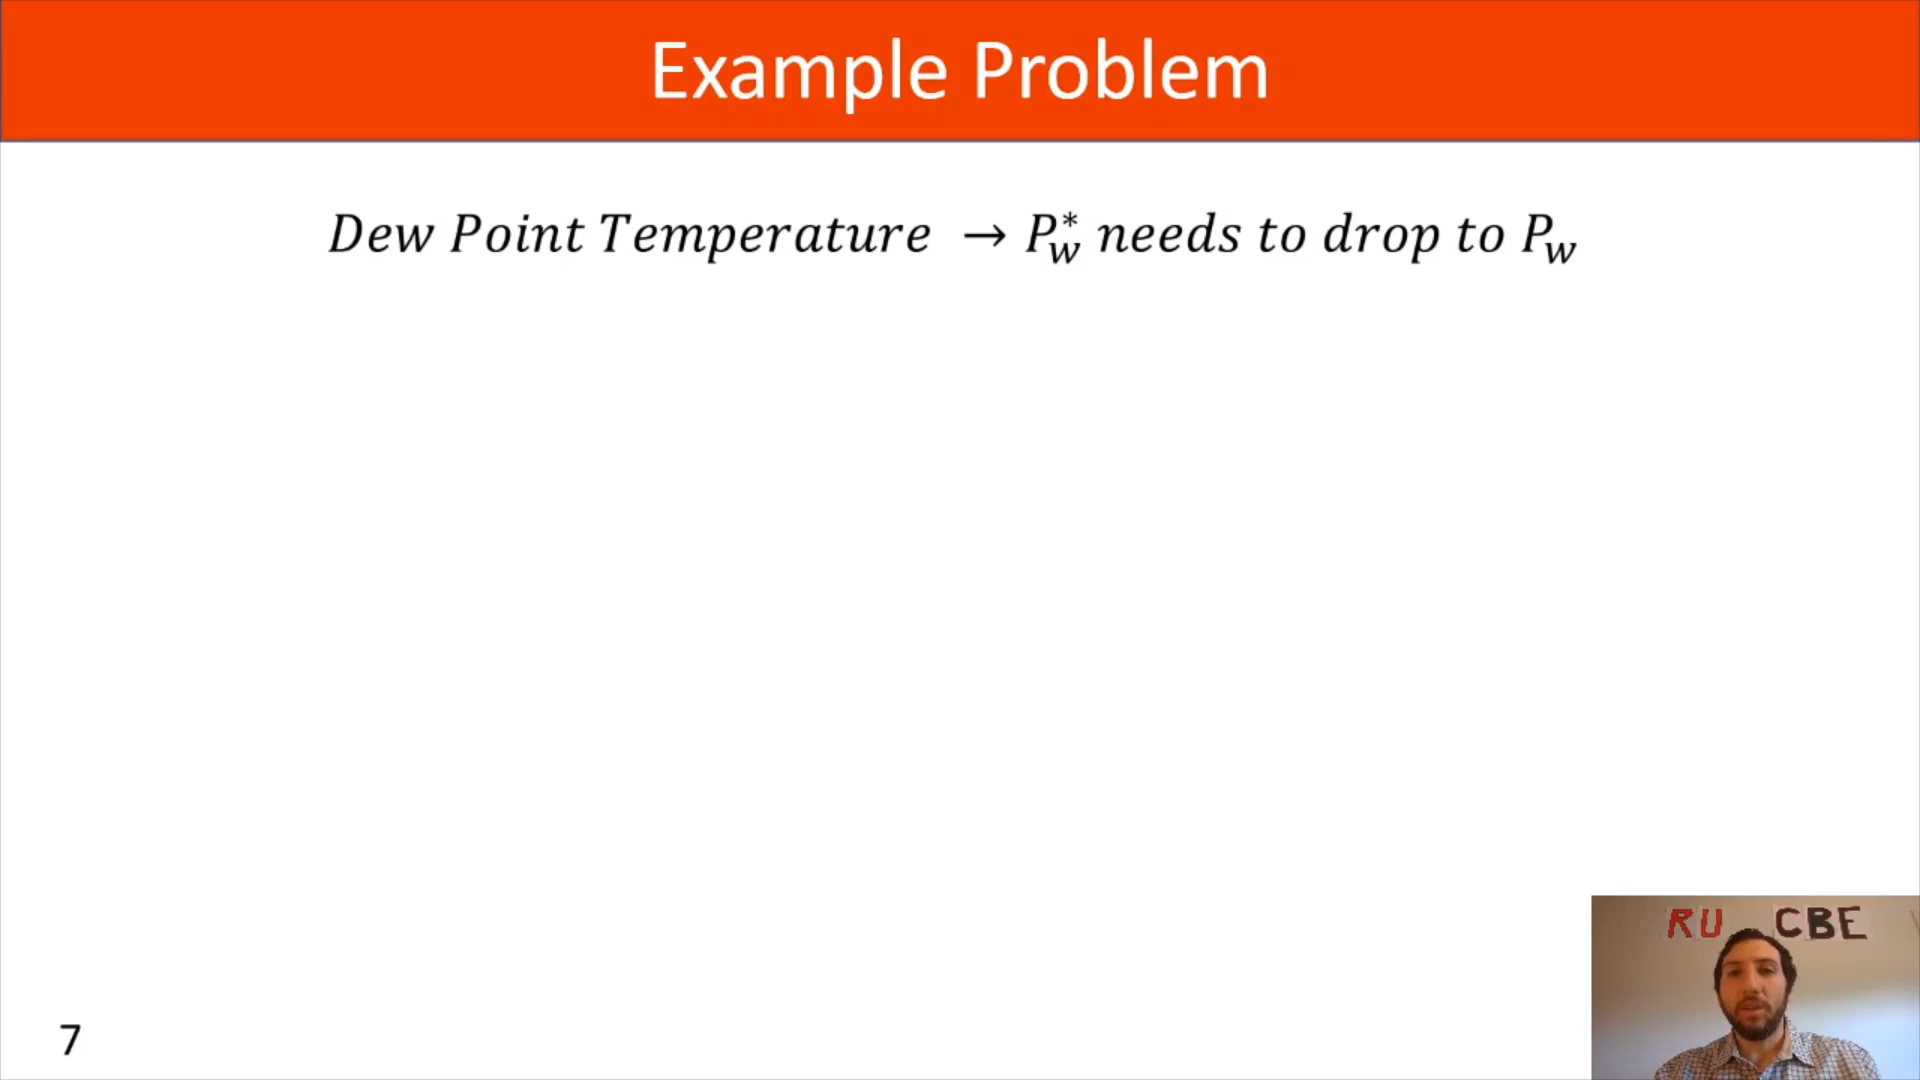 Example Problem
Dew Point Temperature → P*w needs to drop to Pw
RU CBE
7